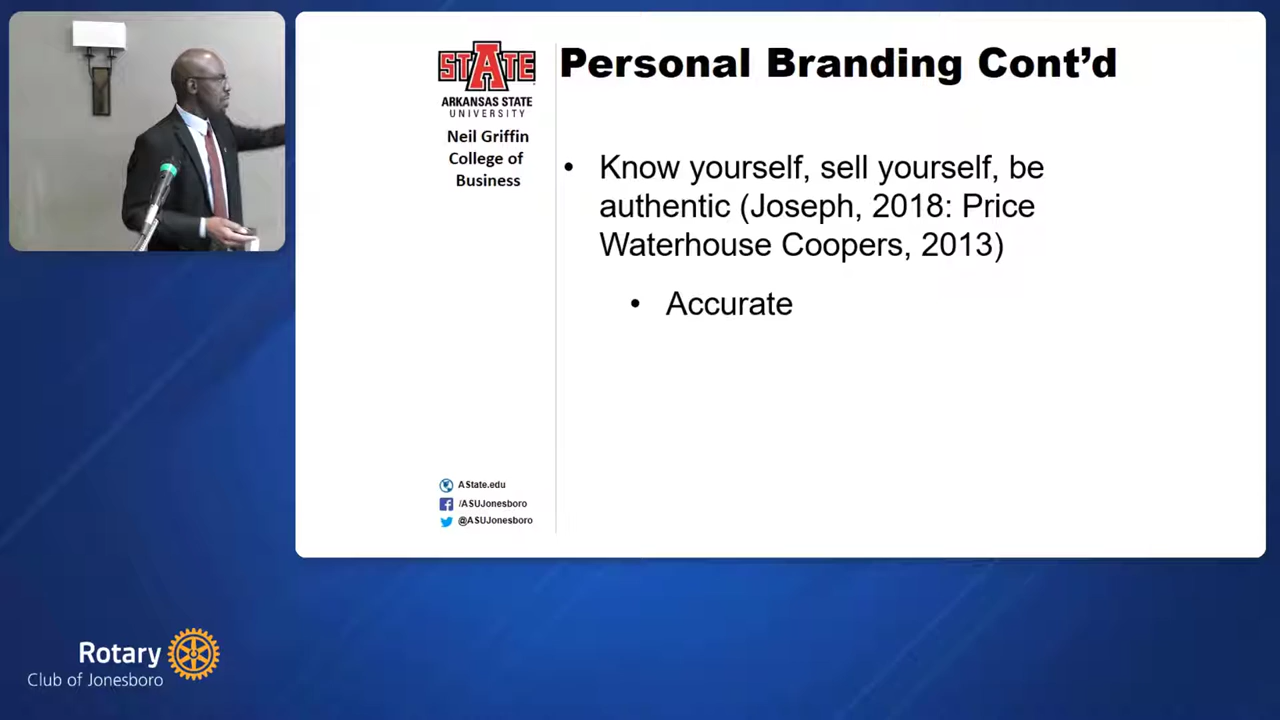 STATE
ARKANSAS STATE
UNIVERSITY
Neil Griffin
College of
Business
Personal Branding Cont’d
• Know yourself, sell yourself, be
authentic (Joseph, 2018: Price
Waterhouse Coopers, 2013)
• Accurate
AState.edu
/ASUJonesboro
@ASUJonesboro
Rotary
Club of Jonesboro